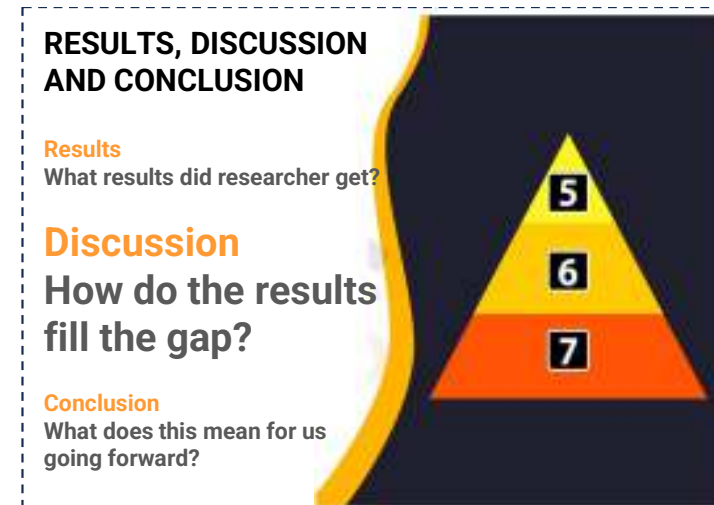 RESULTS, DISCUSSION
AND CONCLUSION
Results
What results did researcher get?
Discussion
How do the results
fill the gap?
Conclusion
What does this mean for us
going forward?
5
6
7